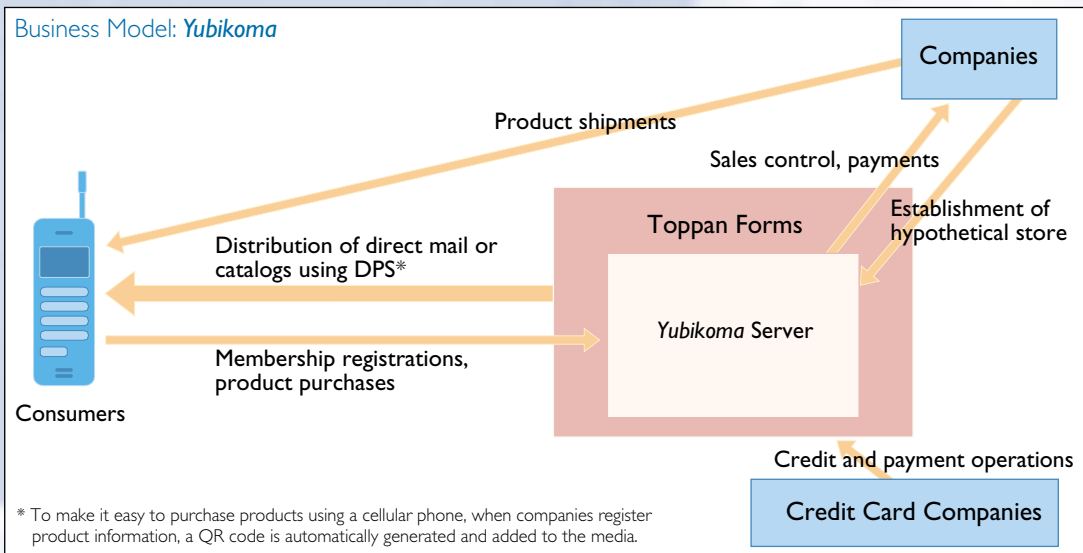 Business Model: Yubikoma
Companies
Product shipments
Sales control, payments
Establishment of
hypothetical store
Toppan Forms
Distribution of direct mail or
catalogs using DPS*
Yubikoma Server
Membership registrations,
product purchases
Consumers
Credit and payment operations
Credit Card Companies
* To make it easy to purchase products using a cellular phone, when companies register
product information, a QR code is automatically generated and added to the media.